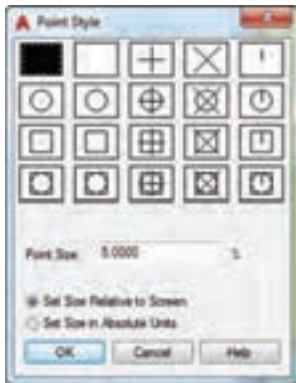 Point Style
Point Size: 5.0000 %
Set Size Relative to Screen
Set Size in Absolute Units
OK Cancel Help